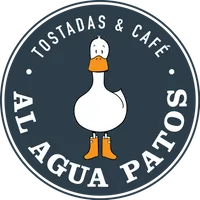 · TOSTADAS & CAFÉ ·
AL AGUA PATOS